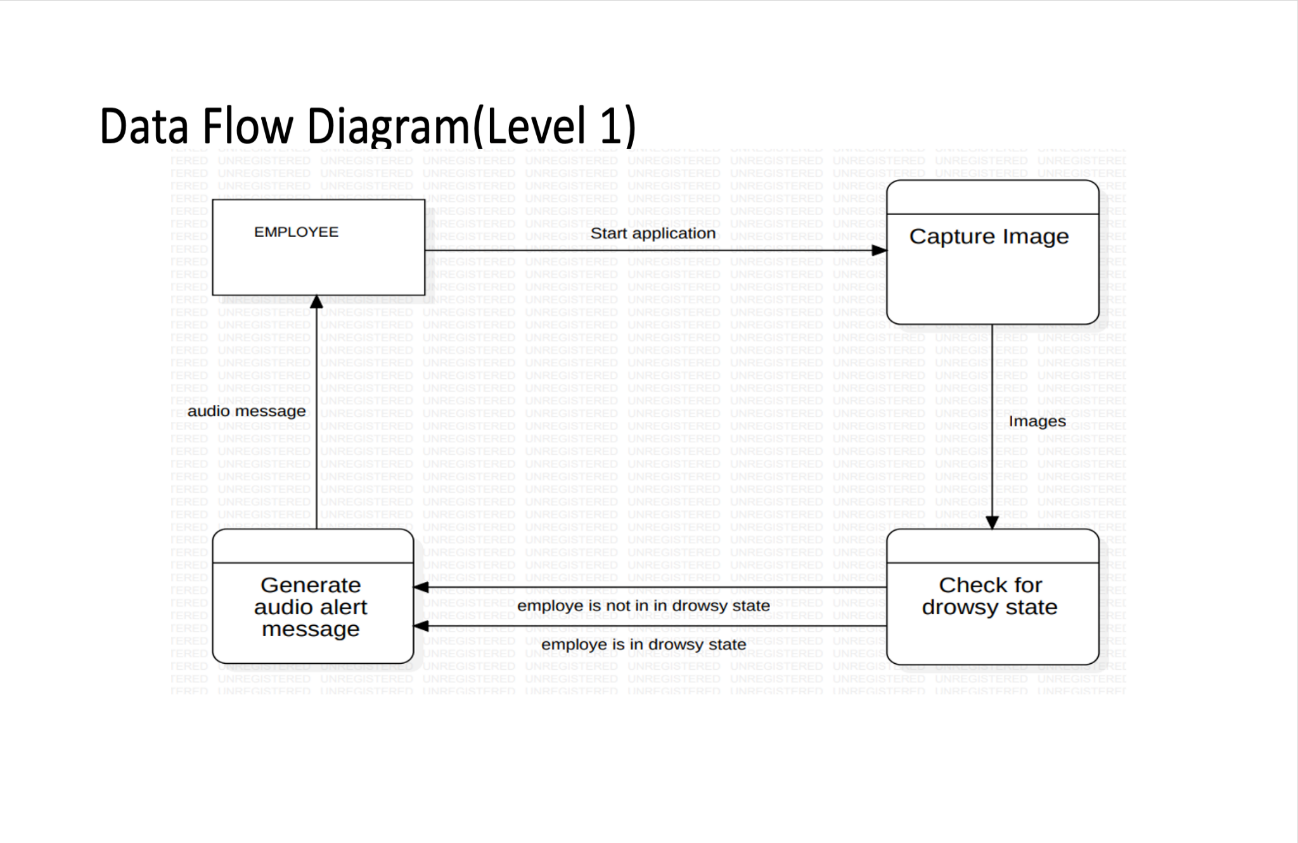 Data Flow Diagram(Level 1)
EMPLOYEE
Start application
Capture Image
audio message
Images
Generate
audio alert
message
employe is not in in drowsy state
employe is in drowsy state
Check for
drowsy state
UNREGISTERED